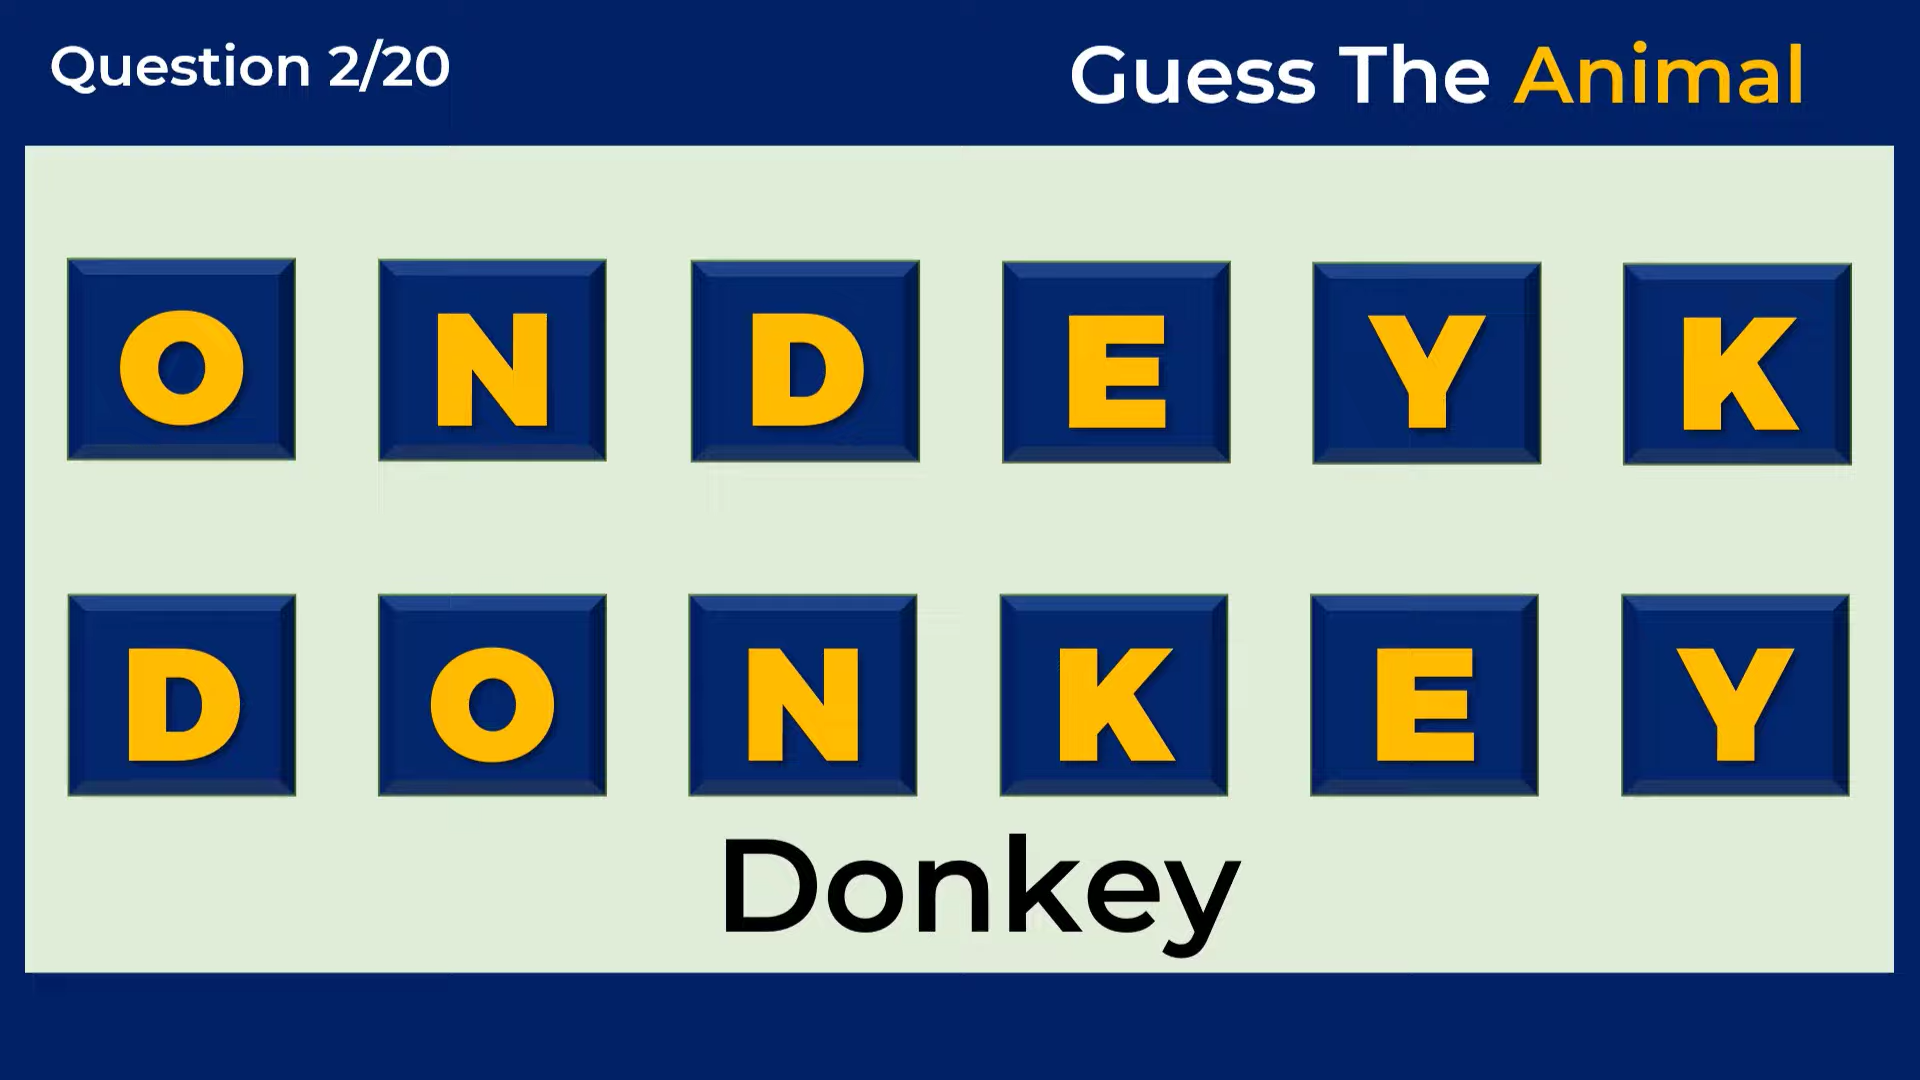 Question 2/20
Guess The Animal
O N D E Y K
D O N K E Y
Donkey